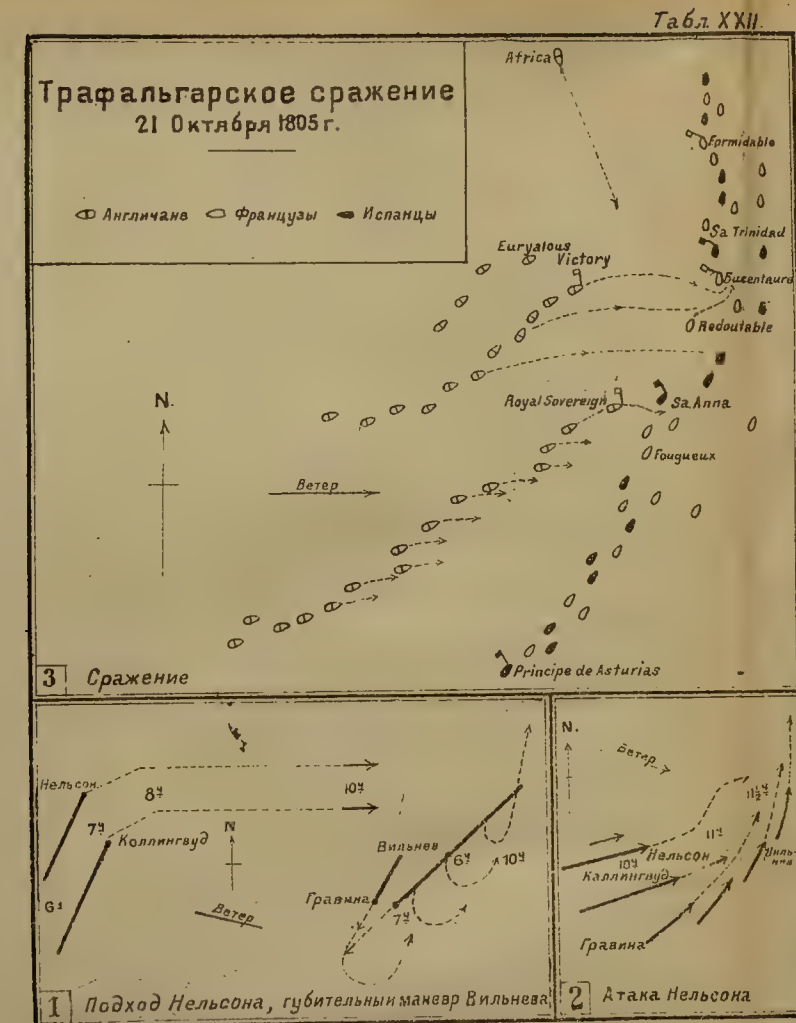 Табл. XXII.
Трафальгарское сражение
21 Октября 1805 г.
Англичане Французы Испанцы
Africa
Formidable
Sa Trinidad
Euryalous
Victory
Bucentaure
Redoutable
N.
Royal Sovereign
Sa. Anna
Fougueux
Ветер
Principe de Asturias
3 Сражение
Нельсон
8ч
10ч
7ч
Коллингвуд
N
Вильнев
6ч
10ч
Гравина
7ч
6ч
Ветер
1 Подход Нельсона, губительный маневр Вильнева
N.
Ветер
11½ч
11ч
10ч
Нельсон
Каллингвуд
Виль-
Гравина
2 Атака Нельсона